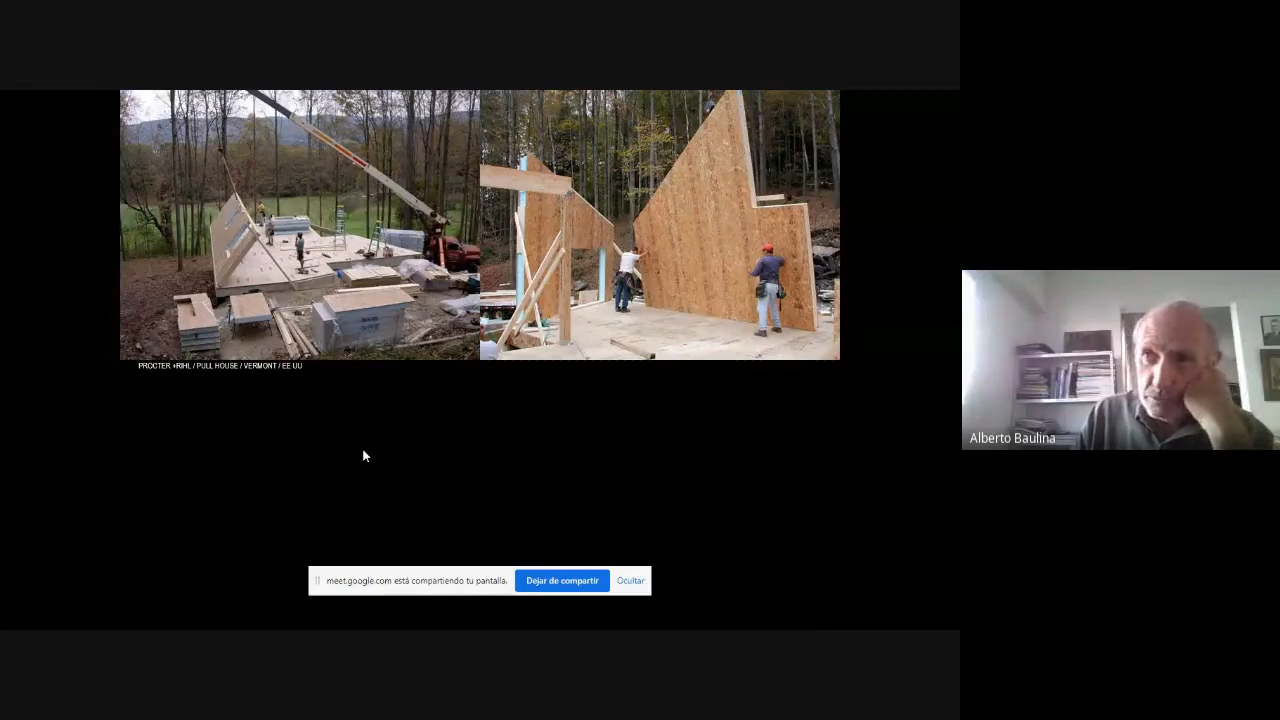 PROCTER +RIHL / PULL HOUSE / VERMONT / EE UU
Alberto Baulina
meet.google.com está compartiendo tu pantalla.
Dejar de compartir
Ocultar